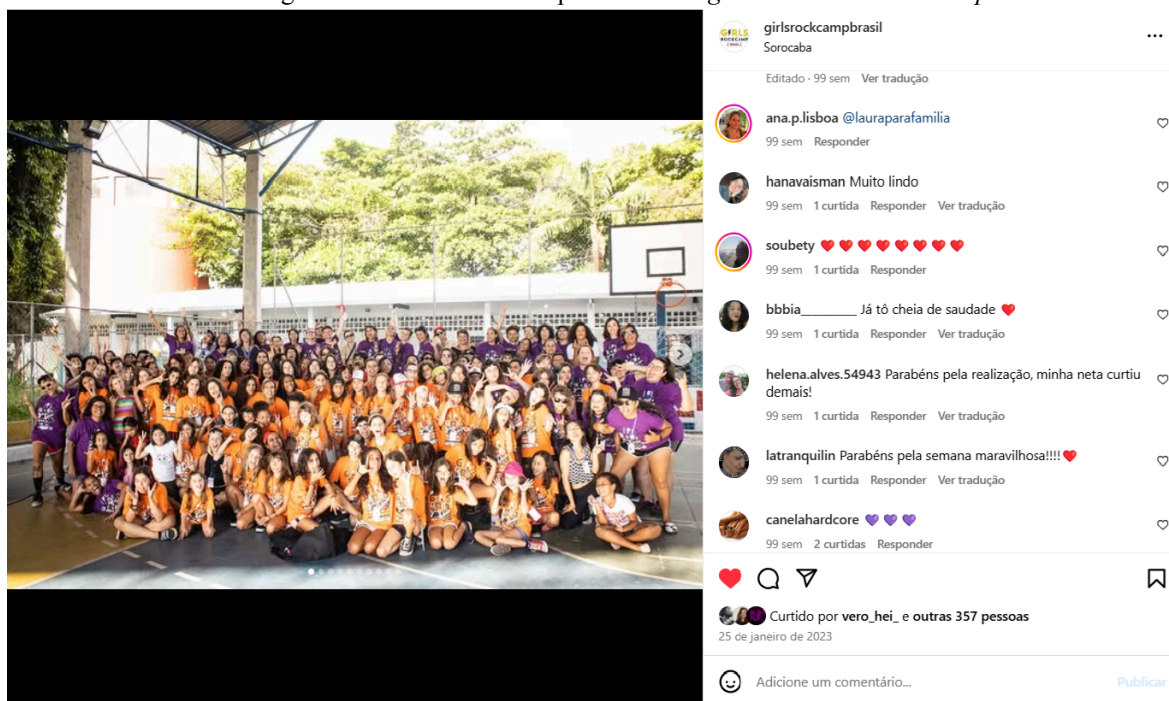 girlsrockcampbrasil
GIRLS
ROCKCAMP
Sorocaba
Editado · 99 sem Ver tradução
ana.p.lisboa @lauraparafamilia
99 sem Responder
hanavaisman Muito lindo
99 sem 1 curtida Responder Ver tradução
soubety ❤️ ❤️ ❤️ ❤️ ❤️ ❤️ ❤️ ❤️
99 sem 1 curtida Responder
bbbia_________ Já tô cheia de saudade ❤️
99 sem 1 curtida Responder Ver tradução
helena.alves.54943 Parabéns pela realização, minha neta curtiu
demais!
99 sem 1 curtida Responder Ver tradução
latranquilin Parabéns pela semana maravilhosa!!!! ❤️
99 sem 1 curtida Responder Ver tradução
canelahardcore 💜 💜 💜
99 sem 2 curtidas Responder
Curtido por vero_hei_ e outras 357 pessoas
25 de janeiro de 2023
Adicione um comentário...
Publicar